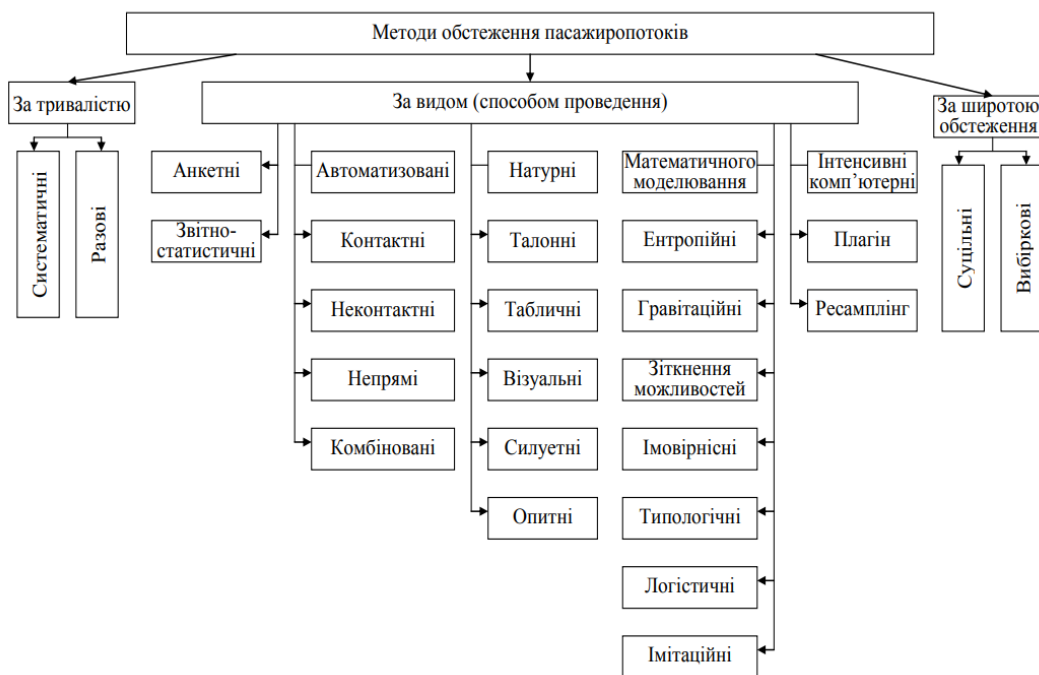 Методи обстеження пасажиропотоків
За тривалістю
За видом (способом проведення)
За широтою
обстеження
Систематичні
Разові
Анкетні
Звітно-
статистичні
Автоматизовані
Контактні
Неконтактні
Непрямі
Комбіновані
Натурні
Талонні
Табличні
Візуальні
Силуетні
Опитні
Математичного
моделювання
Ентропійні
Гравітаційні
Зіткнення
можливостей
Імовірнісні
Типологічні
Логістичні
Імітаційні
Інтенсивні
комп’ютерні
Плагін
Ресамплінг
Суцільні
Вибіркові